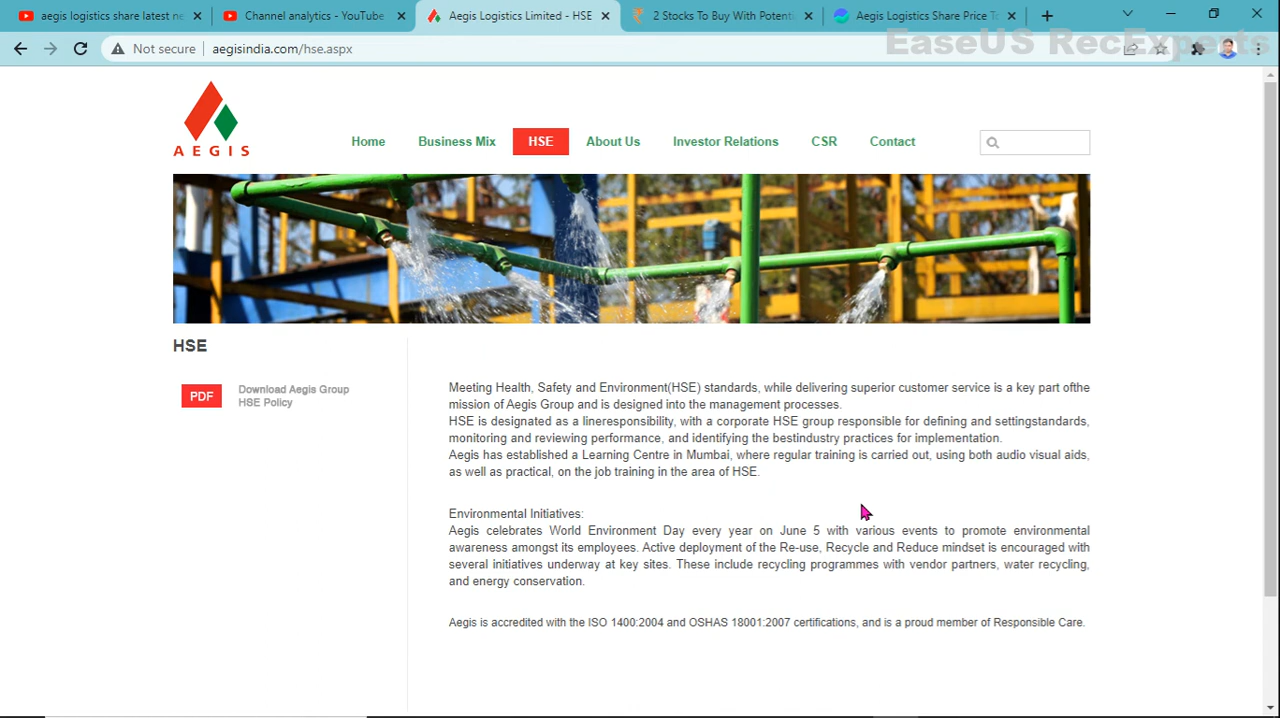 aegis logistics share latest ne
Channel analytics - YouTube
Aegis Logistics Limited - HSE
2 Stocks To Buy With Potenti
Aegis Logistics Share Price To
EaseUS RecExperts
Not secure
aegisindia.com/hse.aspx
AEGIS
Home
Business Mix
HSE
About Us
Investor Relations
CSR
Contact
HSE
PDF
Download Aegis Group
HSE Policy
Meeting Health, Safety and Environment(HSE) standards, while delivering superior customer service is a key part ofthe
mission of Aegis Group and is designed into the management processes.
HSE is designated as a lineresponsibility, with a corporate HSE group responsible for defining and settingstandards,
monitoring and reviewing performance, and identifying the bestindustry practices for implementation.
Aegis has established a Learning Centre in Mumbai, where regular training is carried out, using both audio visual aids,
as well as practical, on the job training in the area of HSE.
Environmental Initiatives:
Aegis celebrates World Environment Day every year on June 5 with various events to promote environmental
awareness amongst its employees. Active deployment of the Re-use, Recycle and Reduce mindset is encouraged with
several initiatives underway at key sites. These include recycling programmes with vendor partners, water recycling,
and energy conservation.
Aegis is accredited with the ISO 1400:2004 and OSHAS 18001:2007 certifications, and is a proud member of Responsible Care.